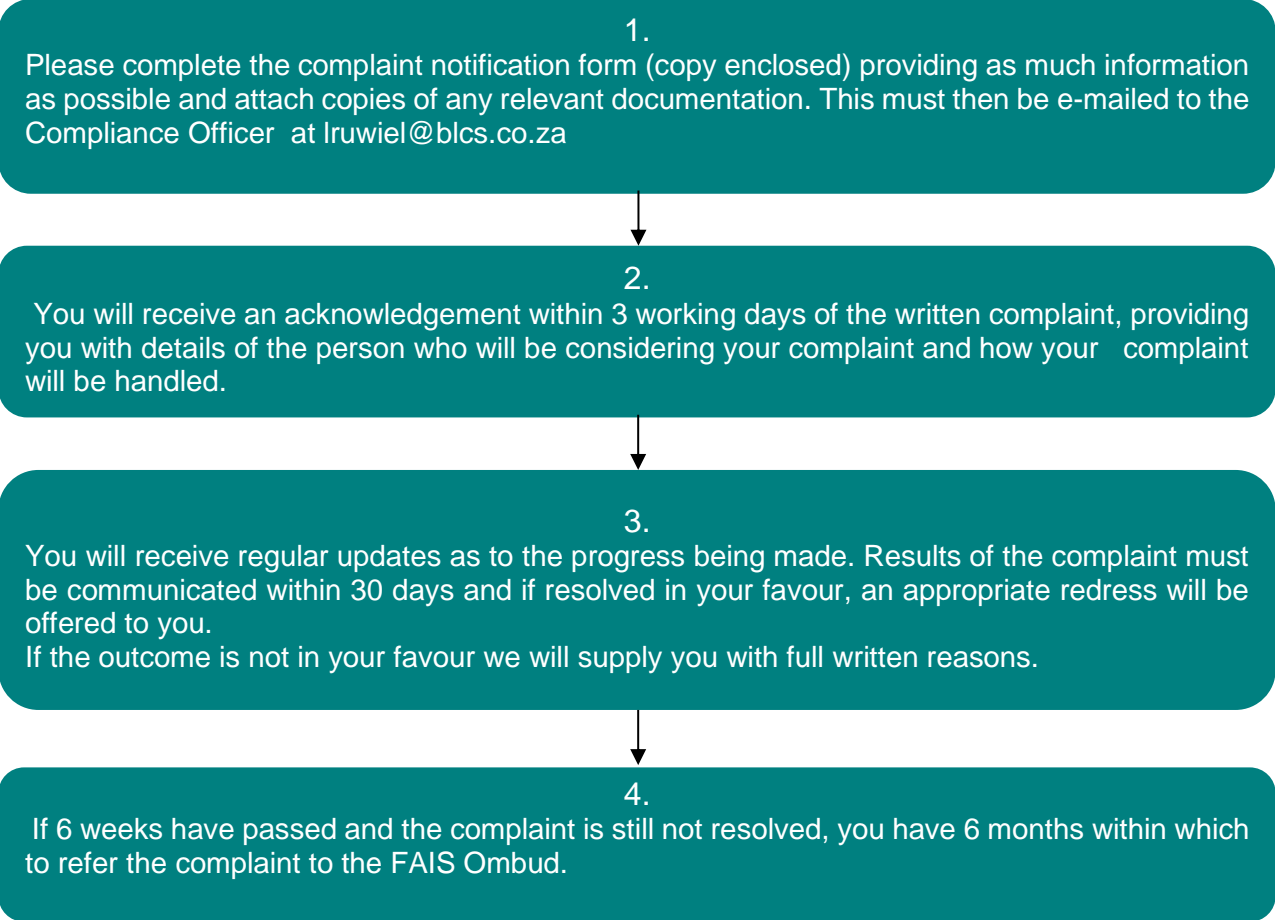 1.
Please complete the complaint notification form (copy enclosed) providing as much information
as possible and attach copies of any relevant documentation. This must then be e-mailed to the
Compliance Officer  at lruwiel@blcs.co.za
2.
You will receive an acknowledgement within 3 working days of the written complaint, providing
you with details of the person who will be considering your complaint and how your   complaint
will be handled.
3.
You will receive regular updates as to the progress being made. Results of the complaint must
be communicated within 30 days and if resolved in your favour, an appropriate redress will be
offered to you.
If the outcome is not in your favour we will supply you with full written reasons.
4.
If 6 weeks have passed and the complaint is still not resolved, you have 6 months within which
to refer the complaint to the FAIS Ombud.